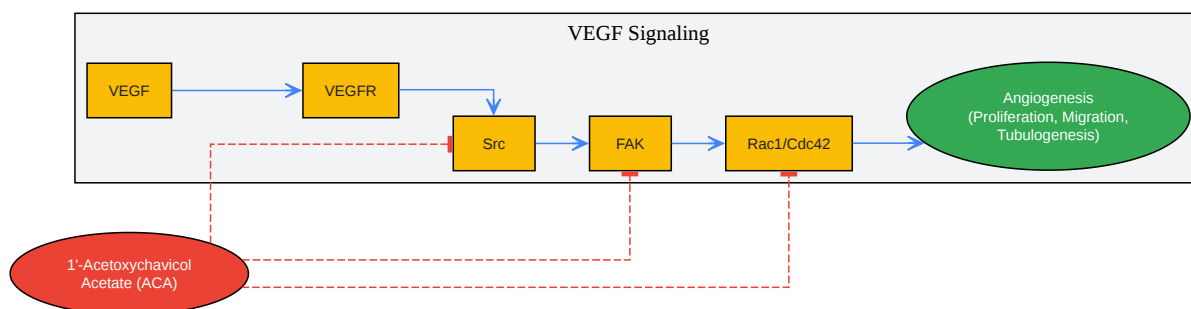 VEGF Signaling
VEGF
VEGFR
Src
FAK
Rac1/Cdc42
Angiogenesis
(Proliferation, Migration,
Tubulogenesis)
1'-Acetoxychavicol
Acetate (ACA)